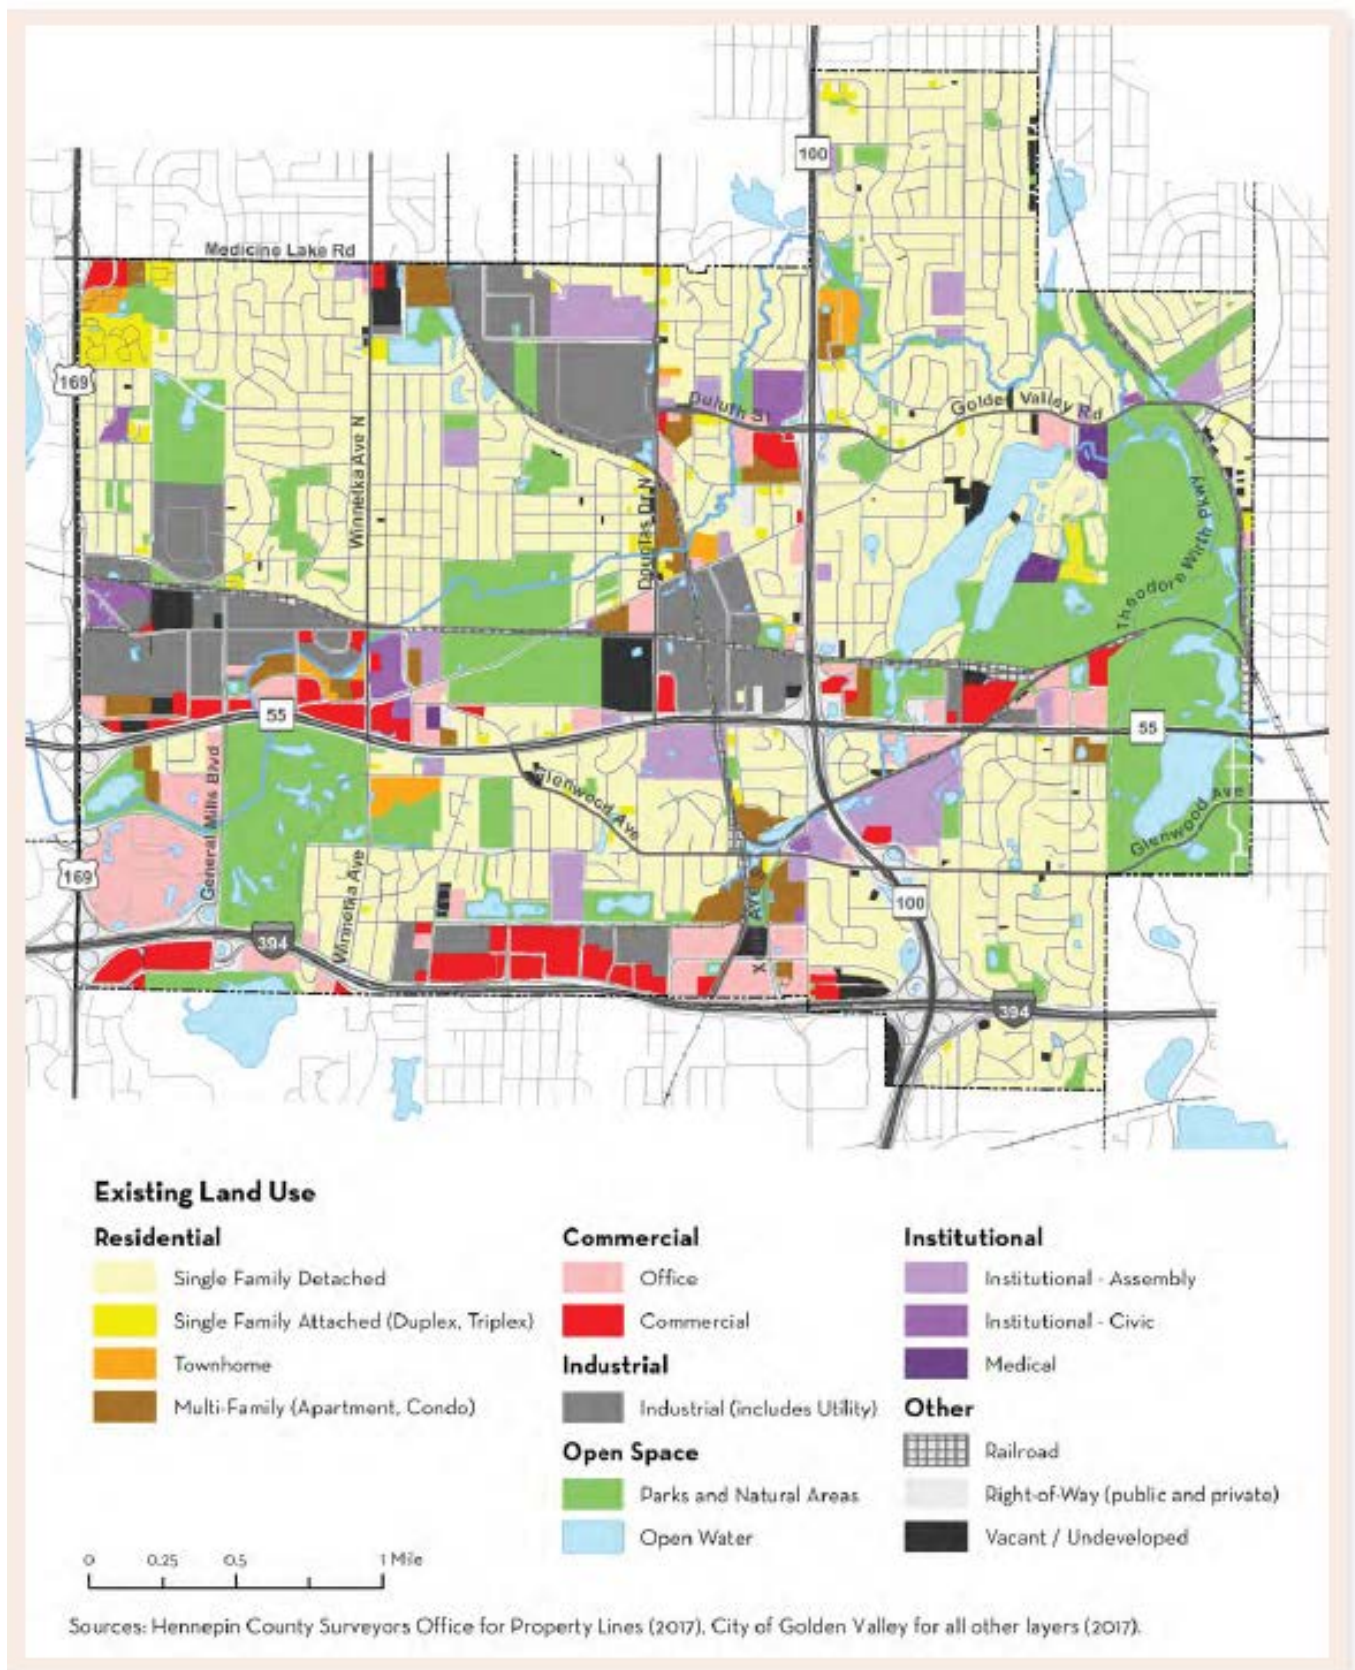 100
Medicine Lake Rd
169
Duluth St
Golden Valley Rd
Winnetka Ave N
Douglas Dr N
Theodore Wirth Pkwy
55
55
Glenwood Ave
General Mills Blvd
Glenwood Ave
169
Winnetka Ave
Ave S
100
394
X
394
Existing Land Use
Residential
Single Family Detached
Single Family Attached (Duplex, Triplex)
Townhome
Multi-Family (Apartment, Condo)
Commercial
Office
Commercial
Industrial
Industrial (includes Utility)
Open Space
Parks and Natural Areas
Open Water
Institutional
Institutional - Assembly
Institutional - Civic
Medical
Other
Railroad
Right-of-Way (public and private)
Vacant / Undeveloped
0 0.25 0.5 1 Mile
Sources: Hennepin County Surveyors Office for Property Lines (2017), City of Golden Valley for all other layers (2017).